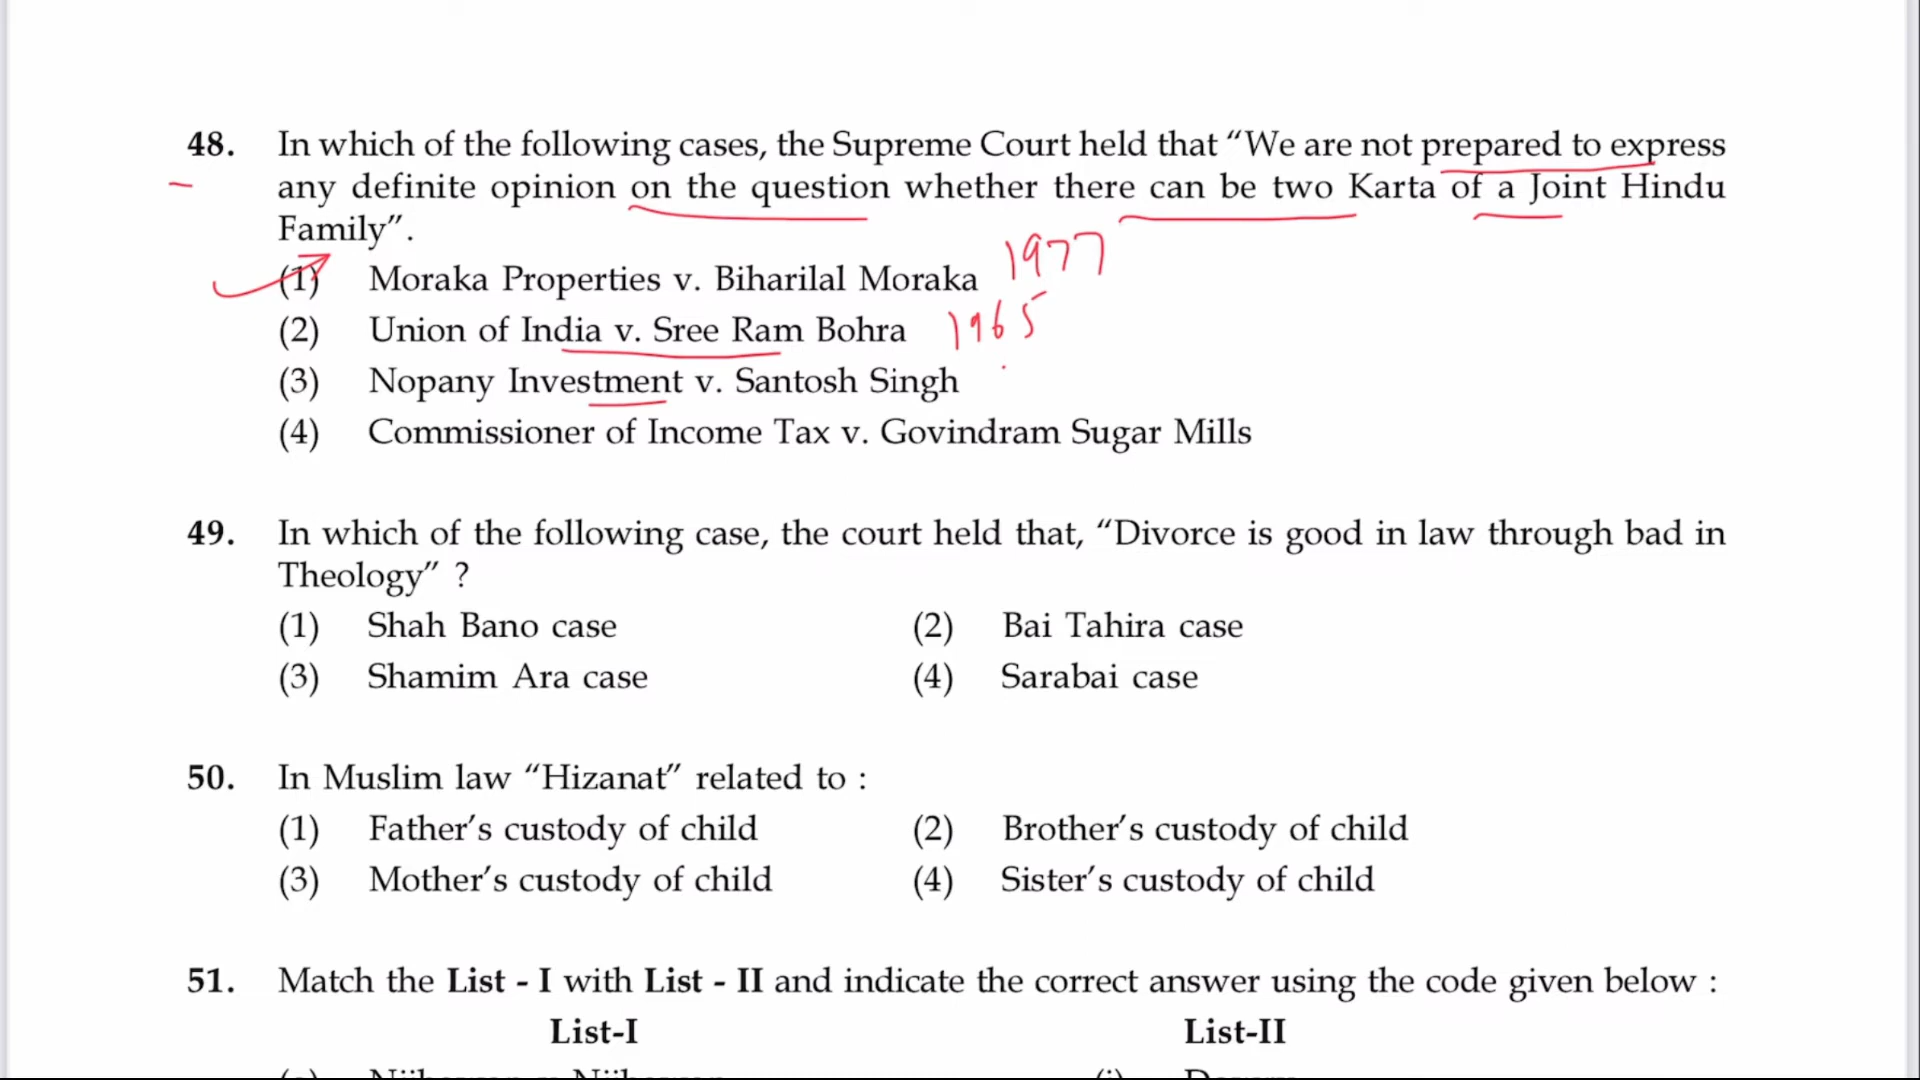 48. In which of the following cases, the Supreme Court held that “We are not prepared to express
any definite opinion on the question whether there can be two Karta of a Joint Hindu
Family”.
(1) Moraka Properties v. Biharilal Moraka 1977
(2) Union of India v. Sree Ram Bohra 1965
(3) Nopany Investment v. Santosh Singh
(4) Commissioner of Income Tax v. Govindram Sugar Mills
49. In which of the following case, the court held that, “Divorce is good in law through bad in
Theology” ?
(1) Shah Bano case (2) Bai Tahira case
(3) Shamim Ara case (4) Sarabai case
50. In Muslim law “Hizanat” related to :
(1) Father’s custody of child (2) Brother’s custody of child
(3) Mother’s custody of child (4) Sister’s custody of child
51. Match the List - I with List - II and indicate the correct answer using the code given below :
List-I List-II